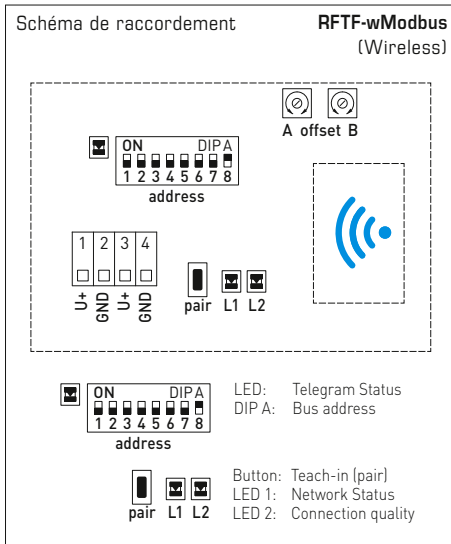 Schéma de raccordement RFTF-wModbus
(Wireless)
A offset B
ON DIP A
1 2 3 4 5 6 7 8
address
1 2 3 4
U+ GND U+ GND
pair L1 L2
ON DIP A
1 2 3 4 5 6 7 8
address
LED: Telegram Status
DIP A: Bus address
pair L1 L2
Button: Teach-in (pair)
LED 1: Network Status
LED 2: Connection quality